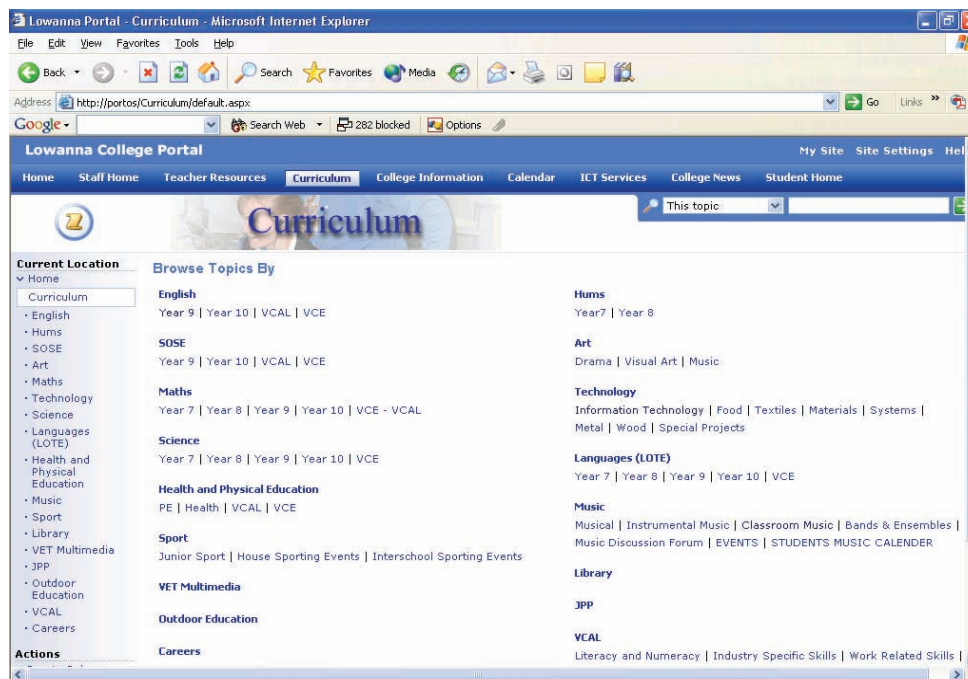 Lowanna Portal - Curriculum - Microsoft Internet Explorer
File Edit View Favorites Tools Help
Back Search Favorites Media
Address http://portos/Curriculum/default.aspx Go Links »
Google Search Web 282 blocked Options
Lowanna College Portal My Site Site Settings
Home Staff Home Teacher Resources Curriculum College Information Calendar ICT Services College News Student Home
Curriculum This topic
Current Location
Home
Curriculum
· English
· Hums
· SOSE
· Art
· Maths
· Technology
· Science
· Languages
(LOTE)
· Health and
Physical
Education
· Music
· Sport
· Library
· VET Multimedia
· JPP
· Outdoor
Education
· VCAL
· Careers
Actions
Browse Topics By
English
Year 9 | Year 10 | VCAL | VCE
SOSE
Year 9 | Year 10 | VCAL | VCE
Maths
Year 7 | Year 8 | Year 9 | Year 10 | VCE - VCAL
Science
Year 7 | Year 8 | Year 9 | Year 10 | VCE
Health and Physical Education
PE | Health | VCAL | VCE
Sport
Junior Sport | House Sporting Events | Interschool Sporting Events
VET Multimedia
Outdoor Education
Careers
Hums
Year7 | Year 8
Art
Drama | Visual Art | Music
Technology
Information Technology | Food | Textiles | Materials | Systems |
Metal | Wood | Special Projects
Languages (LOTE)
Year 7 | Year 8 | Year 9 | Year 10 | VCE
Music
Musical | Instrumental Music | Classroom Music | Bands & Ensembles |
Music Discussion Forum | EVENTS | STUDENTS MUSIC CALENDER
Library
JPP
VCAL
Literacy and Numeracy | Industry Specific Skills | Work Related Skills |